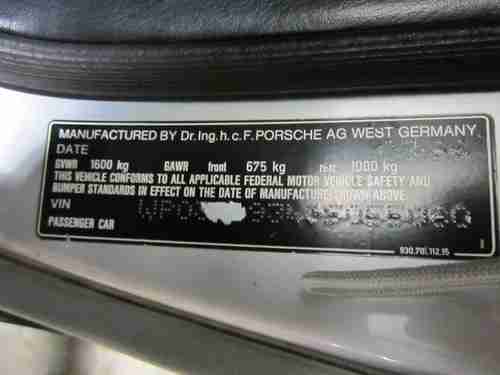 MANUFACTURED BY Dr.Ing.h.c.F.PORSCHE AG WEST GERMANY
DATE
GVWR 1600 kg GAWR front 675 kg rear 1000 kg
THIS VEHICLE CONFORMS TO ALL APPLICABLE FEDERAL MOTOR VEHICLE SAFETY AND
BUMPER STANDARDS IN EFFECT ON THE DATE OF MANUFACTURE SHOWN ABOVE
VIN
PASSENGER CAR
930.701.112.15